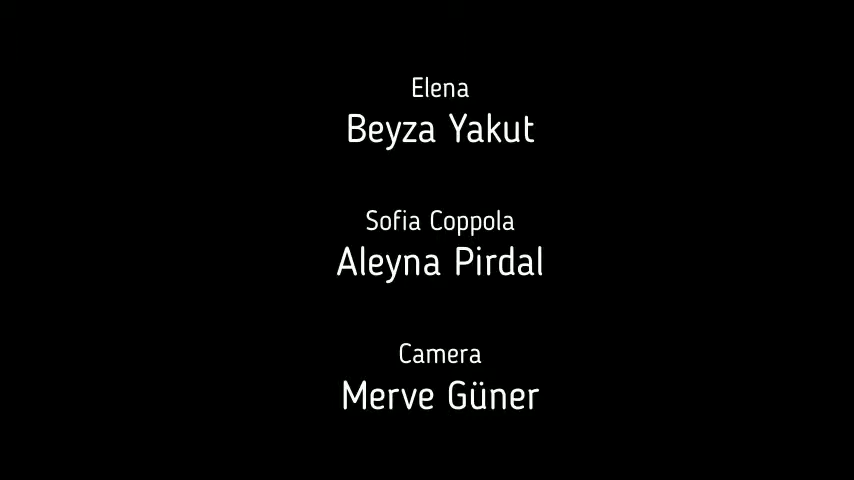 Elena
Beyza Yakut
Sofia Coppola
Aleyna Pirdal
Camera
Merve Güner